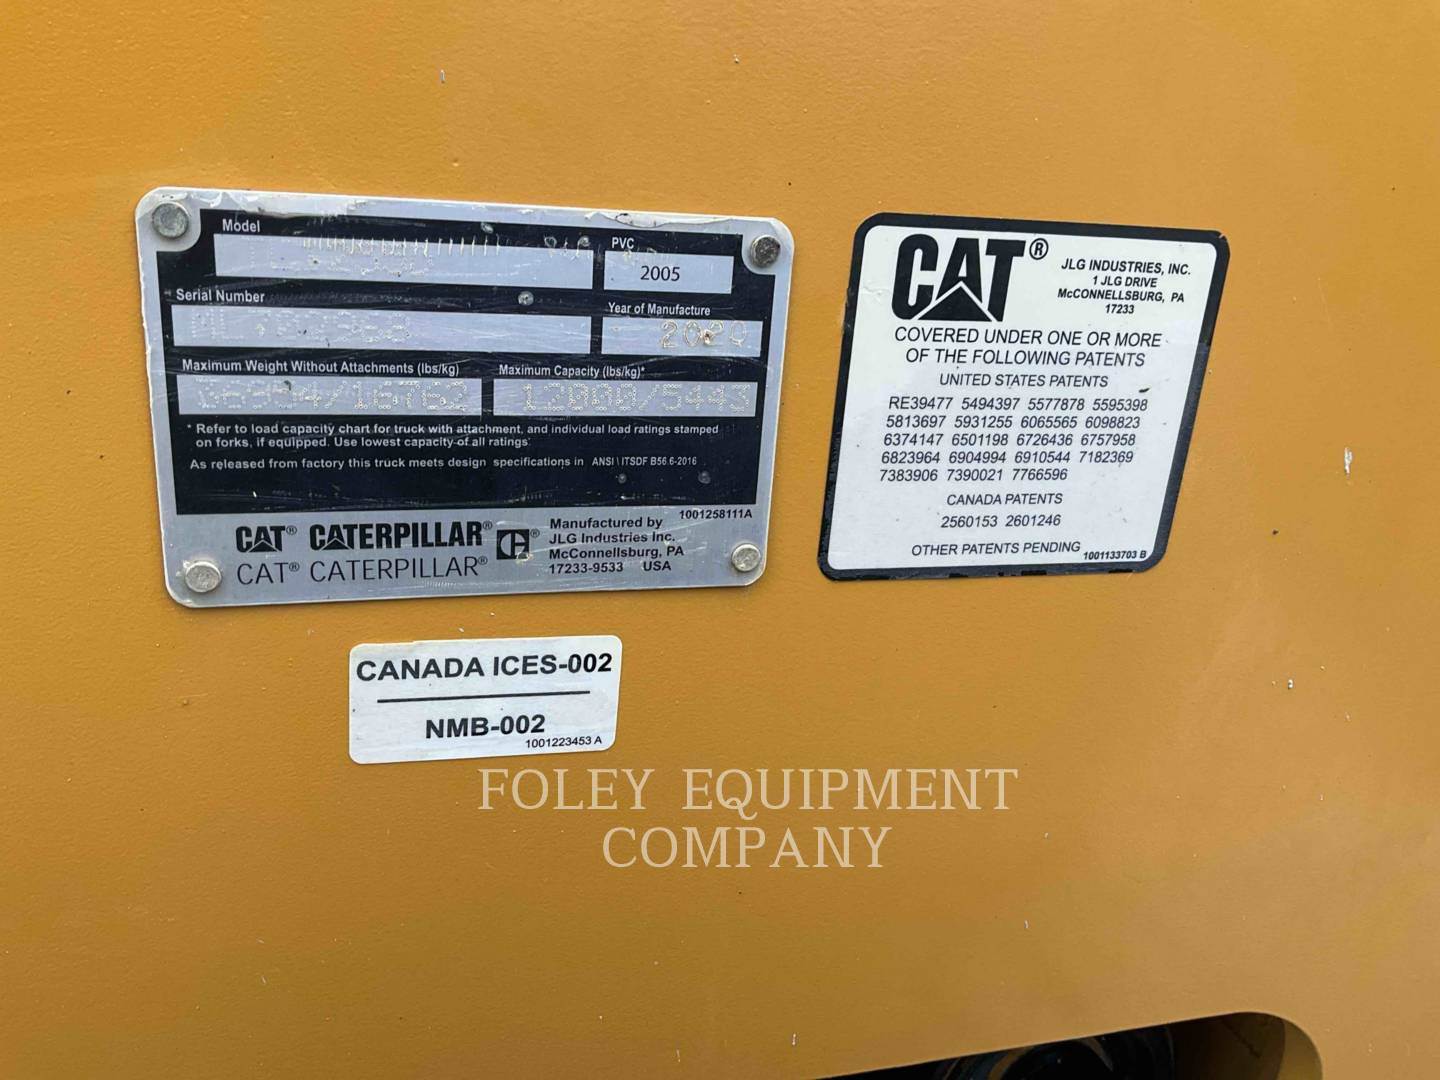 Model
PVC
2005
Serial Number
Year of Manufacture
2020
Maximum Weight Without Attachments (lbs/kg)
Maximum Capacity (lbs/kg)*
12000/5443
* Refer to load capacity chart for truck with attachment, and individual load ratings stamped
on forks, if equipped. Use lowest capacity of all ratings
As released from factory this truck meets design specifications in ANSI \ ITSDF B56.6-2016
1001258111A
CAT® CATERPILLAR®
CAT® CATERPILLAR®
Manufactured by
JLG Industries Inc.
McConnellsburg, PA
17233-9533 USA
CAT®
JLG INDUSTRIES, INC.
1 JLG DRIVE
McCONNELLSBURG, PA
17233
COVERED UNDER ONE OR MORE
OF THE FOLLOWING PATENTS
UNITED STATES PATENTS
RE39477 5494397 5577878 5595398
5813697 5931255 6065565 6098823
6374147 6501198 6726436 6757958
6823964 6904994 6910544 7182369
7383906 7390021 7766596
CANADA PATENTS
2560153 2601246
OTHER PATENTS PENDING
1001133703 B
CANADA ICES-002
NMB-002
1001223453 A
FOLEY EQUIPMENT
COMPANY